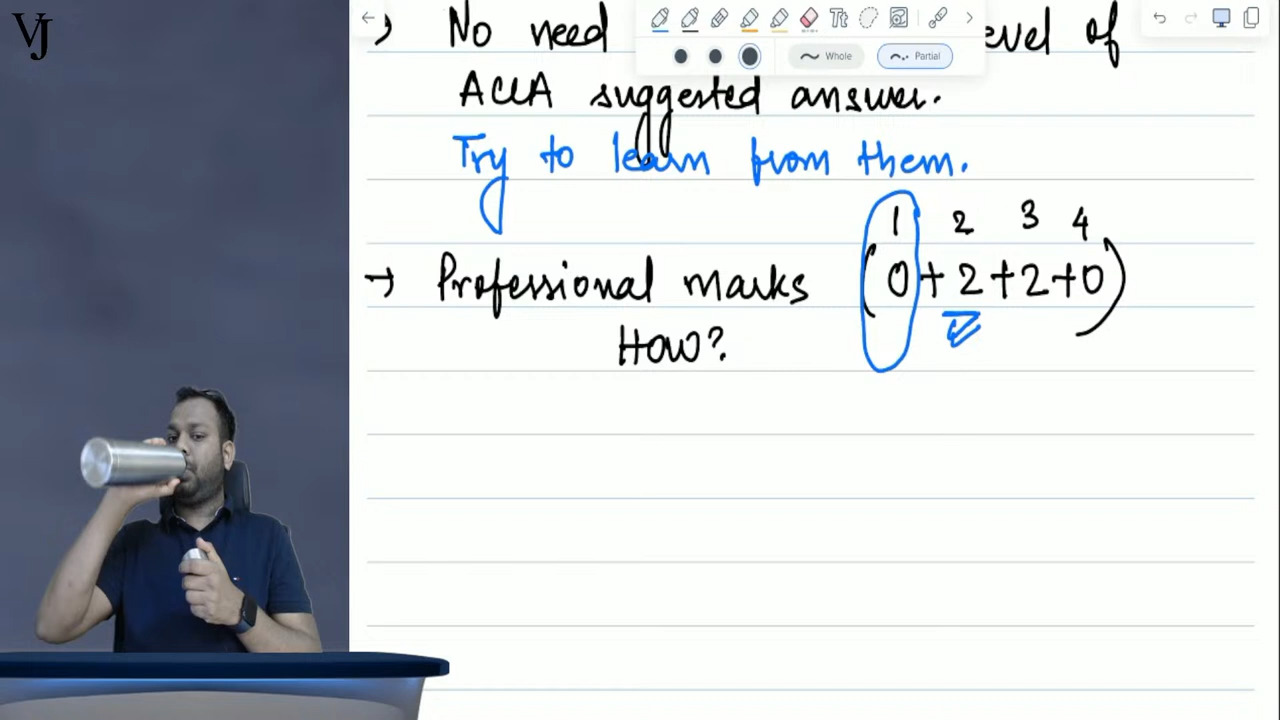 VJ
Tt
Whole
Partial
→ No need
evel of
ACCA suggested answer.
Try to learn from them.
1 2 3 4
→ Professional marks (0+2+2+0)
How?